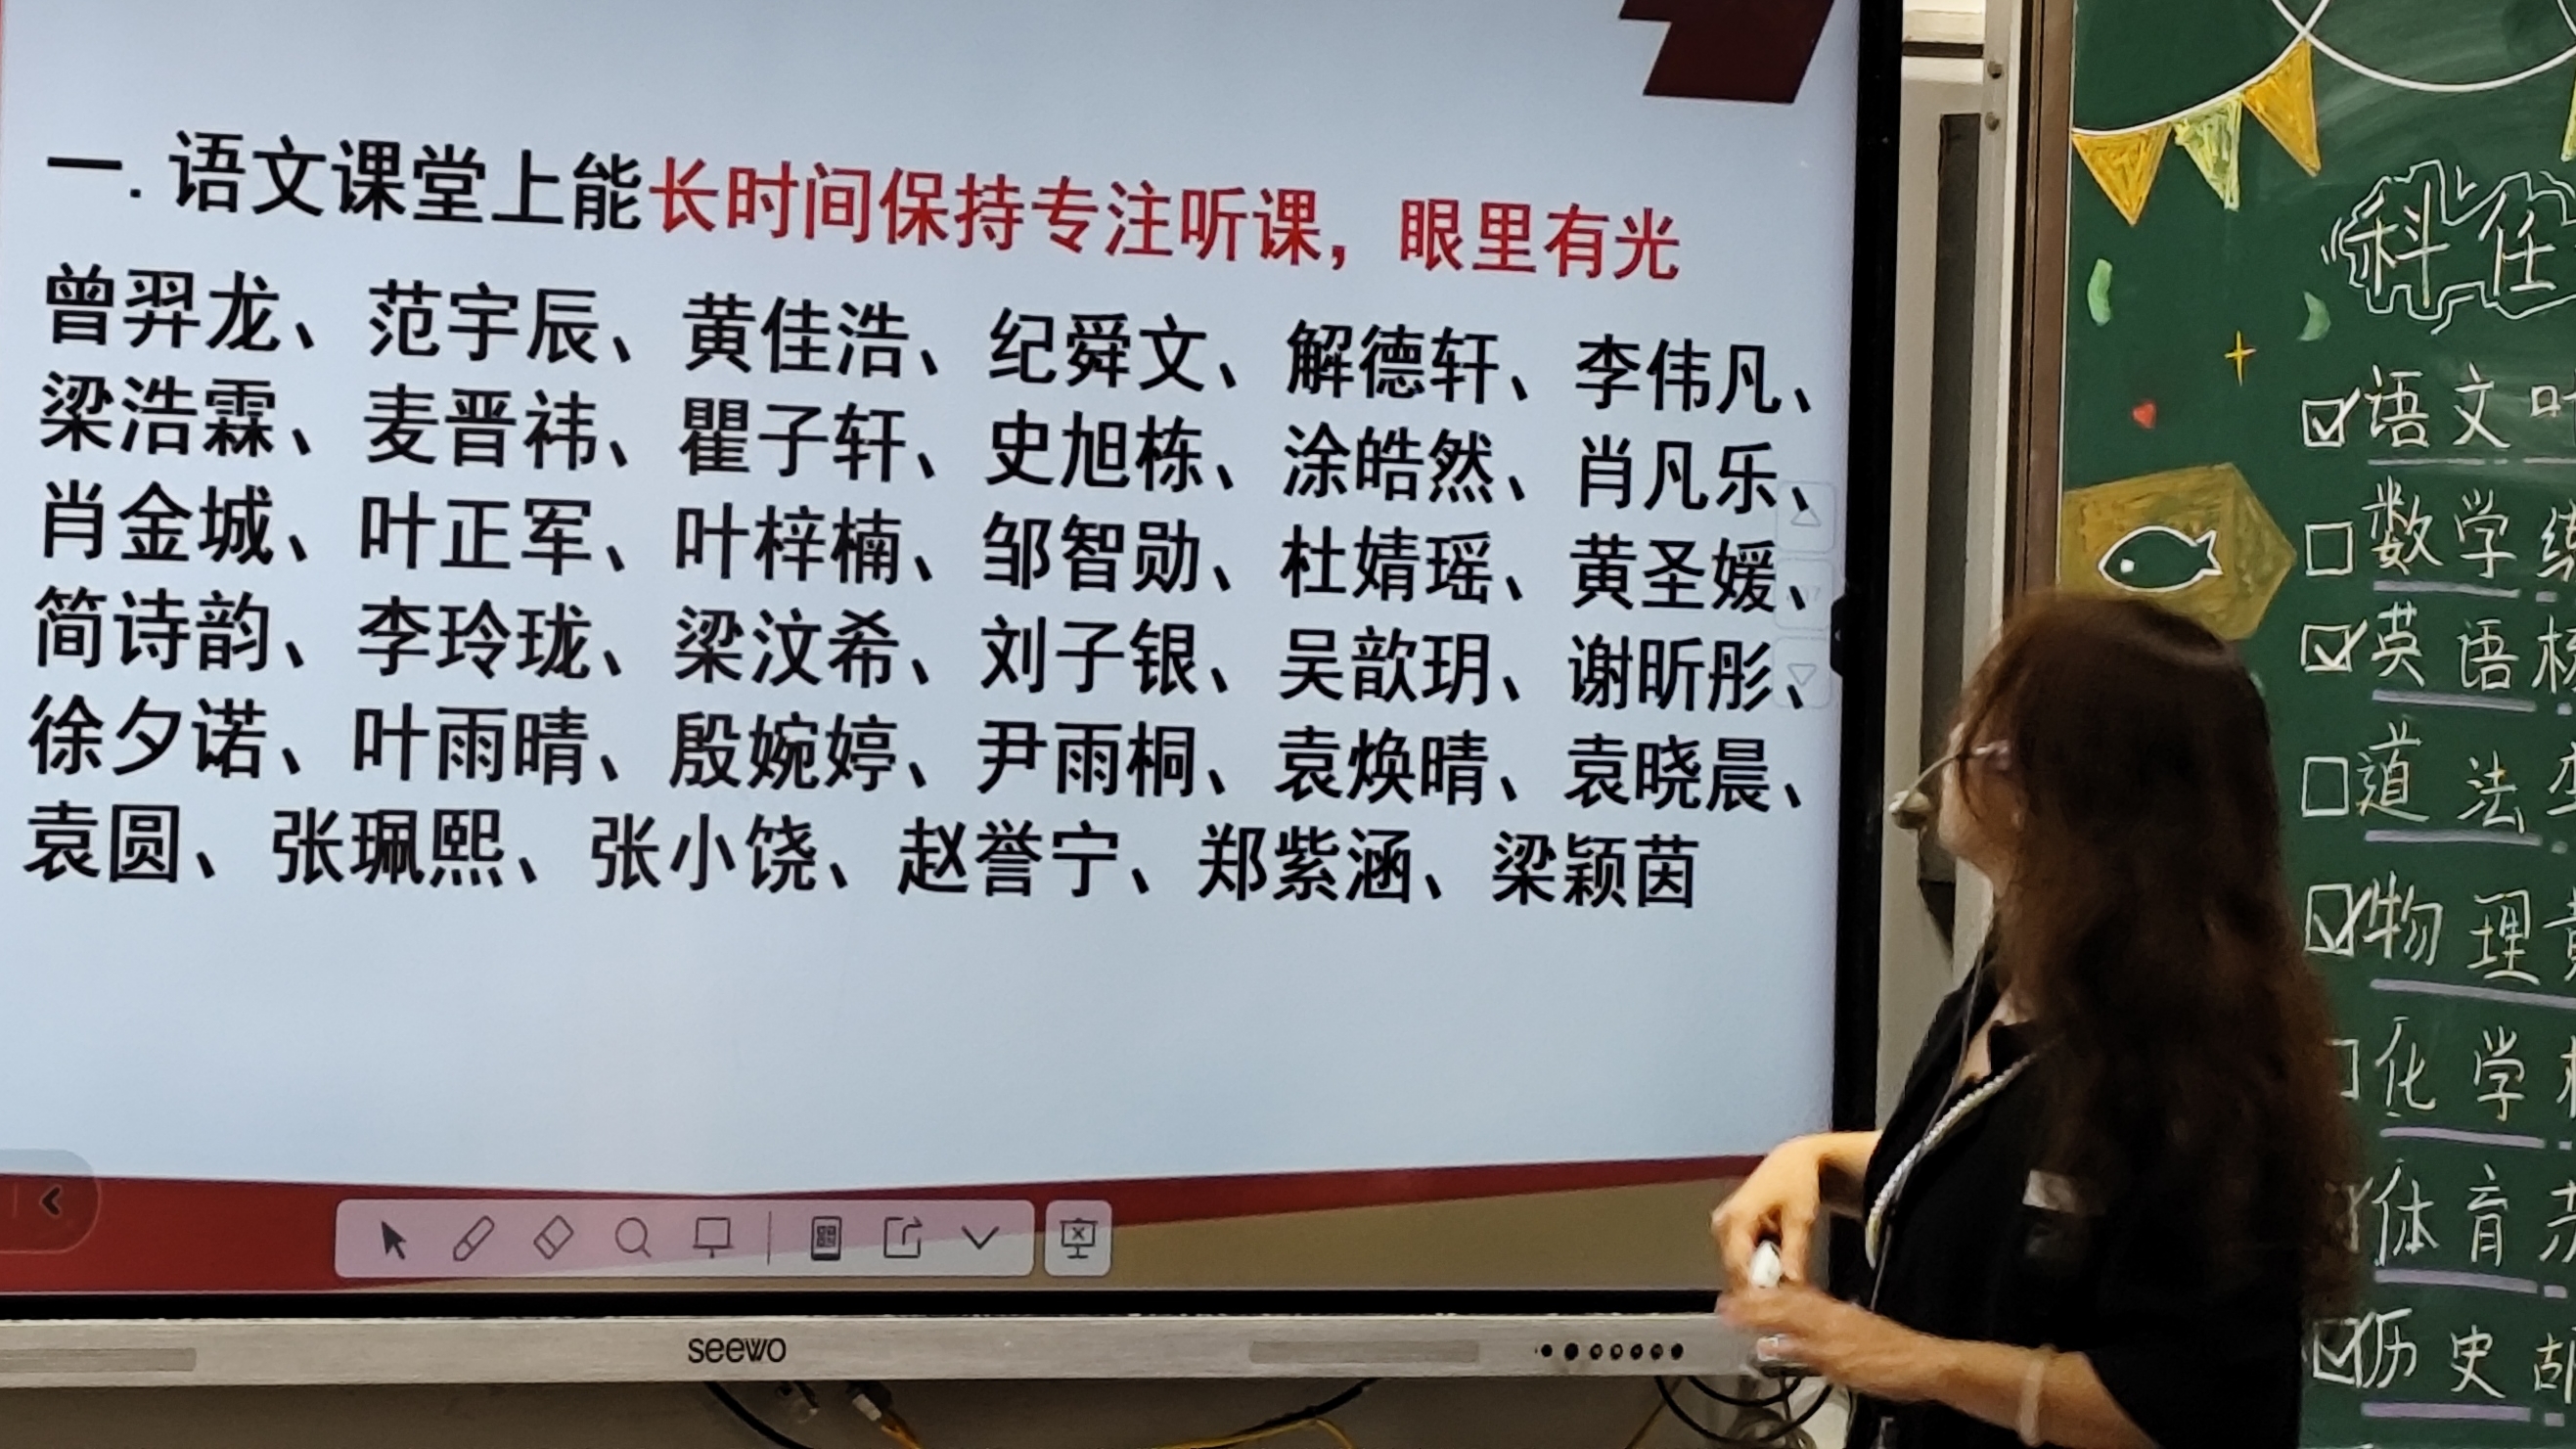 一.语文课堂上能长时间保持专注听课，眼里有光
曾羿龙、范宇辰、黄佳浩、纪舜文、解德轩、李伟凡、
梁浩霖、麦晋祎、瞿子轩、史旭栋、涂皓然、肖凡乐、
肖金城、叶正军、叶梓楠、邹智勋、杜婧瑶、黄圣媛、
简诗韵、李玲珑、梁汶希、刘子银、吴歆玥、谢昕彤、
徐夕诺、叶雨晴、殷婉婷、尹雨桐、袁焕晴、袁晓晨、
袁圆、张珮熙、张小饶、赵誉宁、郑紫涵、梁颖茵
seewo
科任
语文叶
数学
英语
道法
物理
化学
体育
历史胡